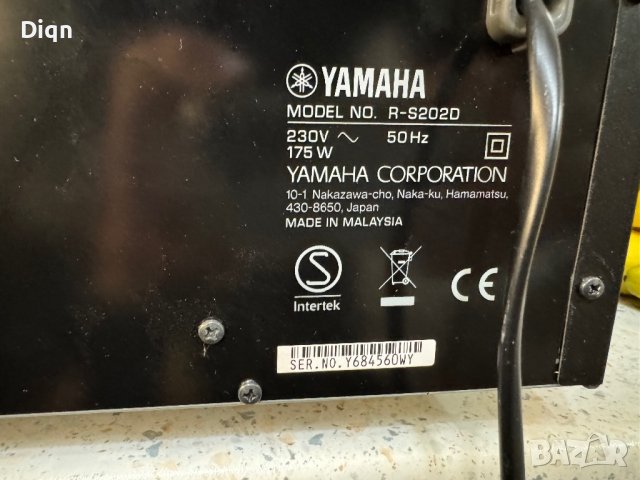 Diqn
YAMAHA
MODEL NO. R-S202D
230V ~ 50Hz
175 W
YAMAHA CORPORATION
10-1 Nakazawa-cho, Naka-ku, Hamamatsu,
430-8650, Japan
MADE IN MALAYSIA
S
Intertek
CE
SER.NO.Y684560WY
BAZAR